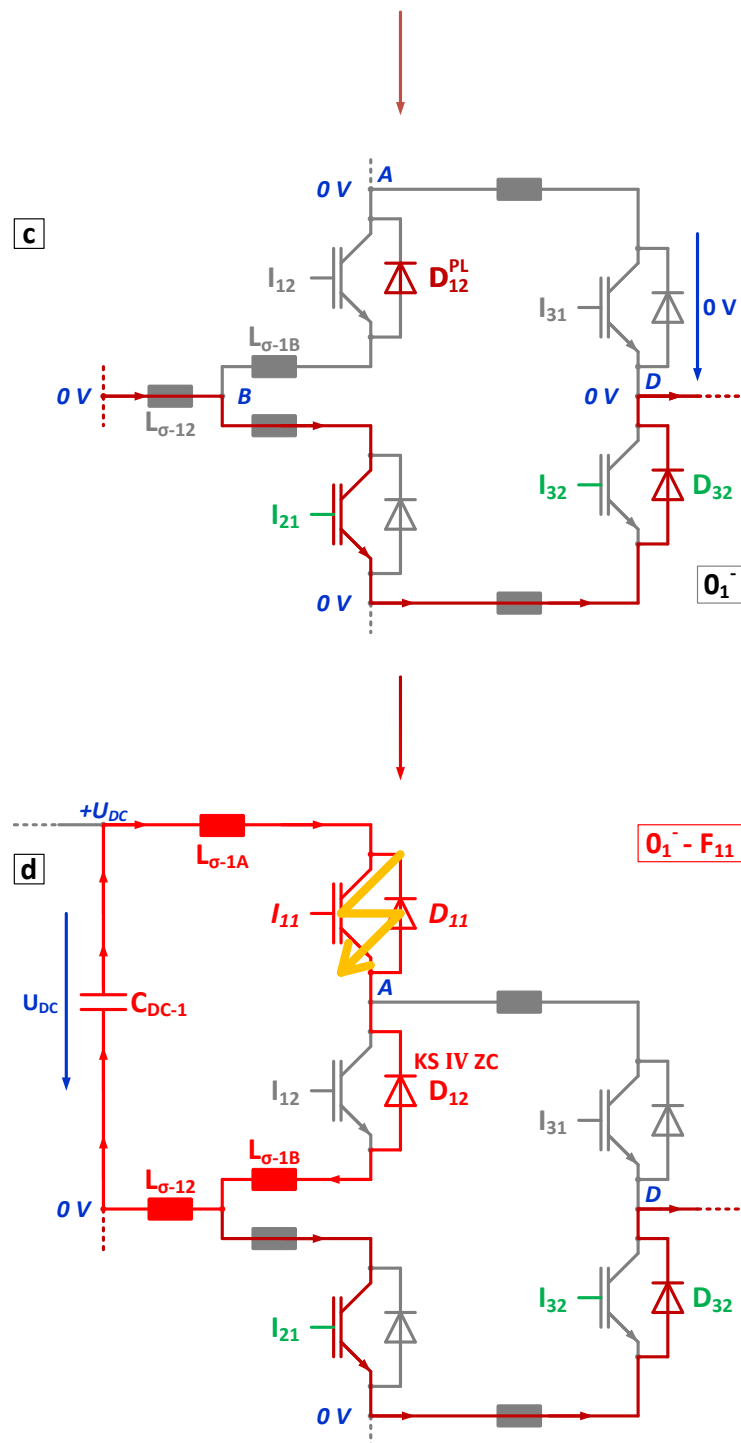 A
0 V
c
I12
D12PL
I31
0 V
Lσ-1B
0 V
B
0 V
D
Lσ-12
I21
I32
D32
0 V
01-
+UDC
Lσ-1A
01- - F11
d
I11
D11
A
UDC
CDC-1
KS IV ZC
I12
D12
I31
Lσ-1B
Lσ-12
0 V
D
I21
I32
D32
0 V